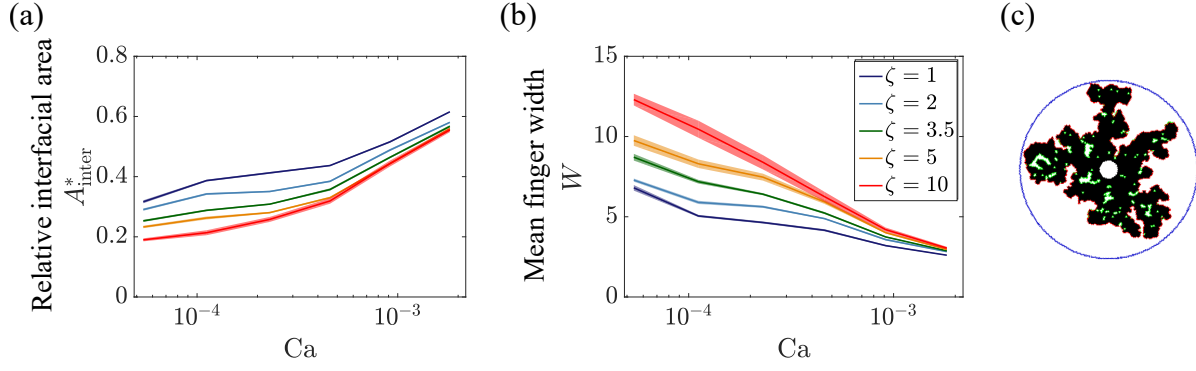 (a)
Relative interfacial area
A*inter
0.8
0.6
0.4
0.2
0
10⁻⁴
10⁻³
Ca
(b)
Mean finger width
W
15
10
5
0
10⁻⁴
10⁻³
Ca
ζ = 1
ζ = 2
ζ = 3.5
ζ = 5
ζ = 10
(c)